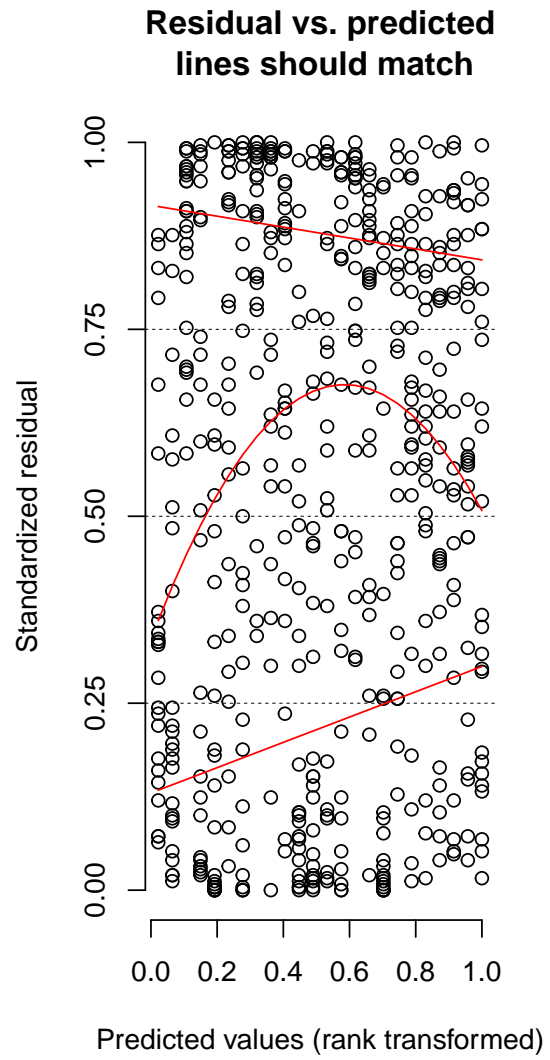 Residual vs. predicted
lines should match
Standardized residual
1.00
0.75
0.50
0.25
0.00
0.0 0.2 0.4 0.6 0.8 1.0
Predicted values (rank transformed)